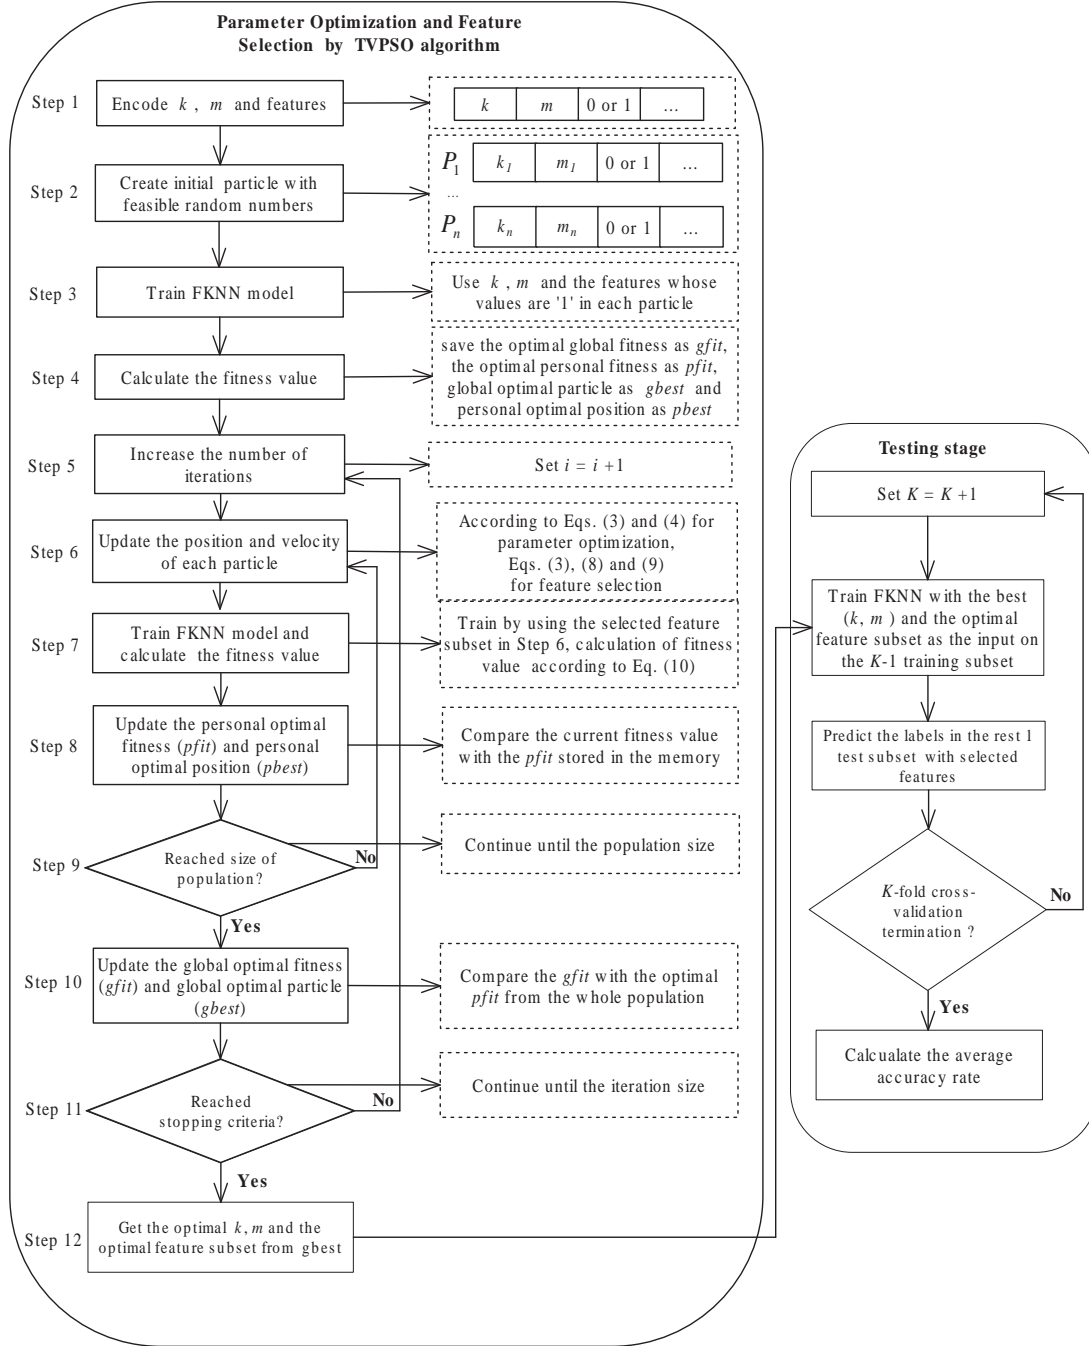 Parameter Optimization and Feature
Selection by TVPSO algorithm
Step 1
Encode k , m and features
k m 0 or 1 ...
Step 2
Create initial particle with
feasible random numbers
P1 k1 m1 0 or 1 ...
...
Pn kn mn 0 or 1 ...
Step 3
Train FKNN model
Use k , m and the features whose
values are '1' in each particle
Step 4
Calculate the fitness value
save the optimal global fitness as gfit,
the optimal personal fitness as pfit,
global optimal particle as gbest and
personal optimal position as pbest
Step 5
Increase the number of
iterations
Set i = i +1
Step 6
Update the position and velocity
of each particle
According to Eqs. (3) and (4) for
parameter optimization,
Eqs. (3), (8) and (9)
for feature selection
Step 7
Train FKNN model and
calculate the fitness value
Train by using the selected feature
subset in Step 6, calculation of fitness
value according to Eq. (10)
Step 8
Update the personal optimal
fitness (pfit) and personal
optimal position (pbest)
Compare the current fitness value
with the pfit stored in the memory
Step 9
Reached size of
population?
No
Continue until the population size
Yes
Step 10
Update the global optimal fitness
(gfit) and global optimal particle
(gbest)
Compare the gfit with the optimal
pfit from the whole population
Step 11
Reached
stopping criteria?
No
Continue until the iteration size
Yes
Step 12
Get the optimal k, m and the
optimal feature subset from gbest
Testing stage
Set K = K +1
Train FKNN with the best
(k, m ) and the optimal
feature subset as the input on
the K-1 training subset
Predict the labels in the rest 1
test subset with selected
features
K-fold cross-
validation
termination ?
No
Yes
Calcualate the average
accuracy rate